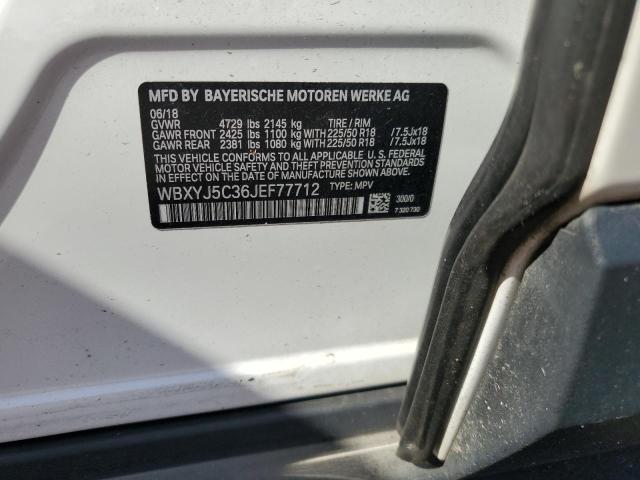 MFD BY BAYERISCHE MOTOREN WERKE AG
06/18
GVWR 4729 lbs 2145 kg TIRE / RIM
GAWR FRONT 2425 lbs 1100 kg WITH 225/50 R18 /7.5Jx18
GAWR REAR 2381 lbs 1080 kg WITH 225/50 R18 /7.5Jx18
THIS VEHICLE CONFORMS TO ALL APPLICABLE U. S. FEDERAL
MOTOR VEHICLE SAFETY AND THEFT PREVENTION
STANDARDS IN EFFECT ON THE DATE OF MANUFACTURE
SHOWN ABOVE.
WBXYJ5C36JEF77712 TYPE: MPV
300/0
7 320 730